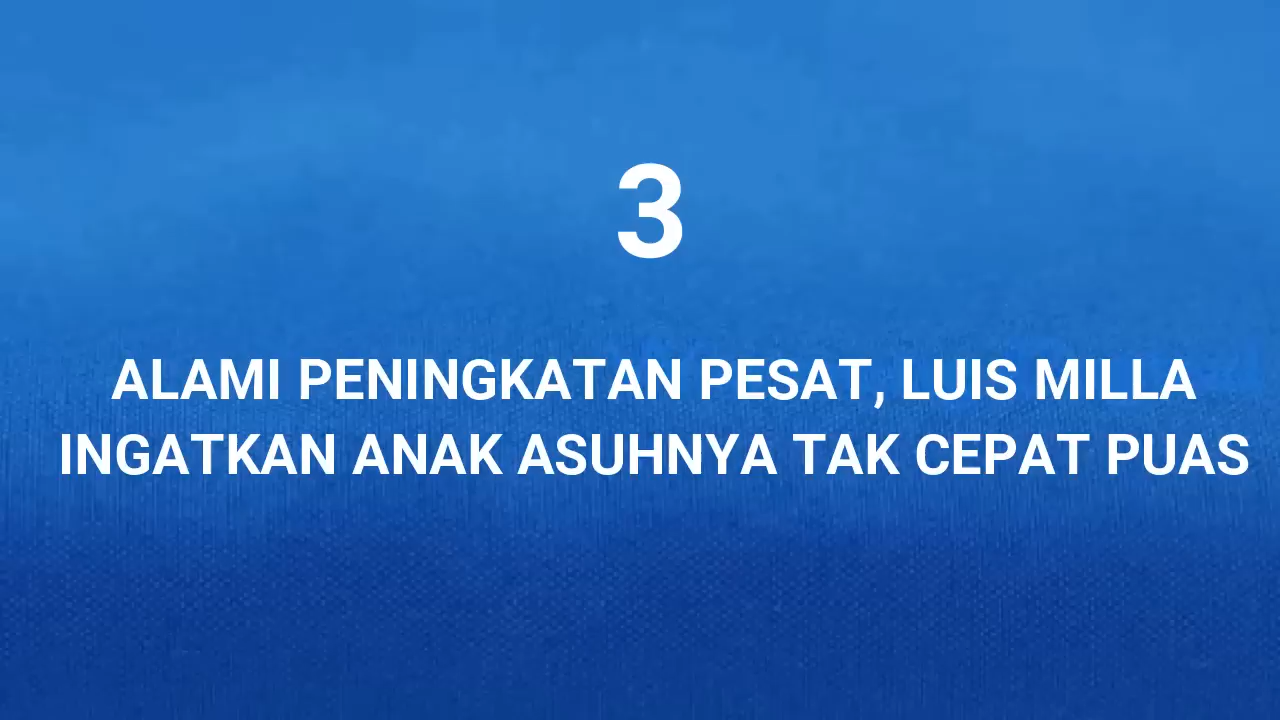 3
ALAMI PENINGKATAN PESAT, LUIS MILLA
INGATKAN ANAK ASUHNYA TAK CEPAT PUAS